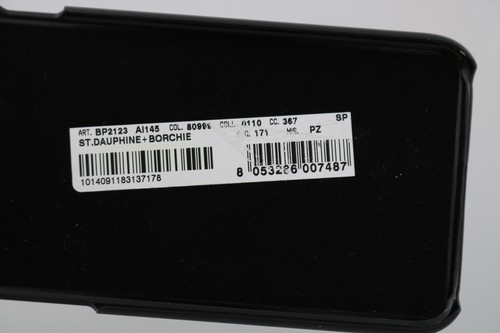 ART. BP2123 AI145 COL. 80999 COLL. 0110 CC. 367 SP
ST.DAUPHINE+BORCHIE C. 171 MIS. PZ
1014091183137178
8 053286 007487